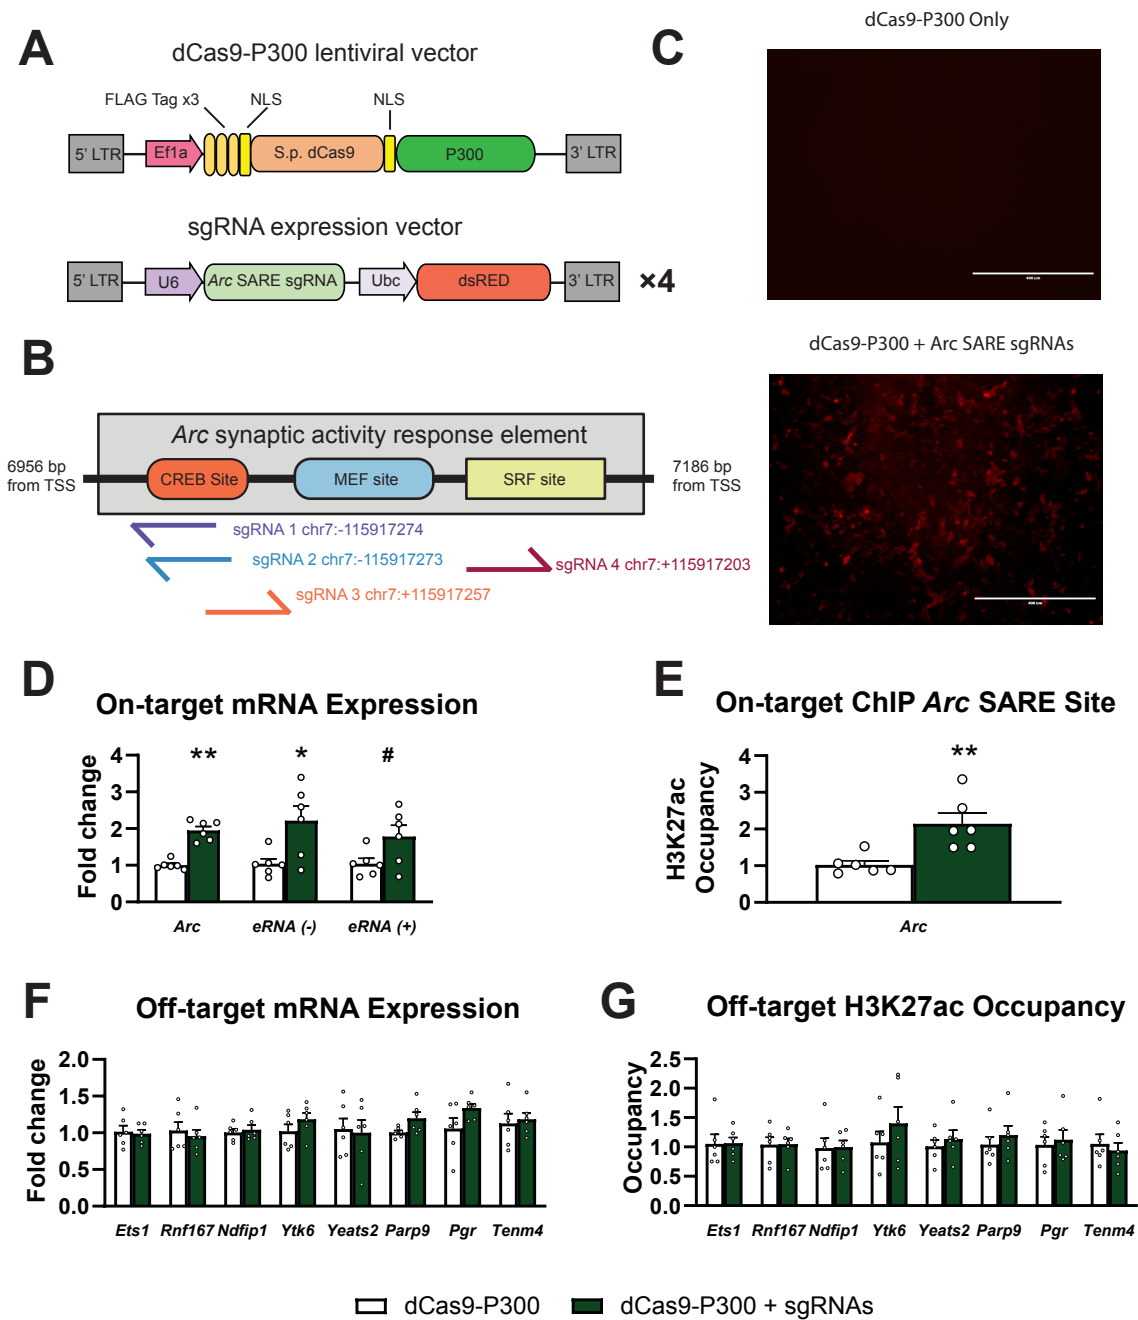 A
dCas9-P300 lentiviral vector
FLAG Tag x3
NLS
NLS
5' LTR
Ef1a
S.p. dCas9
P300
3' LTR
sgRNA expression vector
5' LTR
U6
Arc SARE sgRNA
Ubc
dsRED
3' LTR
×4
B
Arc synaptic activity response element
6956 bp
from TSS
CREB Site
MEF site
SRF site
7186 bp
from TSS
sgRNA 1 chr7:-115917274
sgRNA 2 chr7:-115917273
sgRNA 4 chr7:+115917203
sgRNA 3 chr7:+115917257
C
dCas9-P300 Only
400 um
dCas9-P300 + Arc SARE sgRNAs
400 um
D
On-target mRNA Expression
Fold change
4
3
2
1
0
**
*
#
Arc
eRNA (-)
eRNA (+)
E
On-target ChIP Arc SARE Site
H3K27ac
Occupancy
4
3
2
1
0
**
Arc
F
Off-target mRNA Expression
Fold change
2.0
1.5
1.0
0.5
0.0
Ets1 Rnf167 Ndfip1 Ytk6 Yeats2 Parp9 Pgr Tenm4
G
Off-target H3K27ac Occupancy
Occupancy
2.5
2.0
1.5
1.0
0.5
0.0
Ets1 Rnf167 Ndfip1 Ytk6 Yeats2 Parp9 Pgr Tenm4
dCas9-P300
dCas9-P300 + sgRNAs